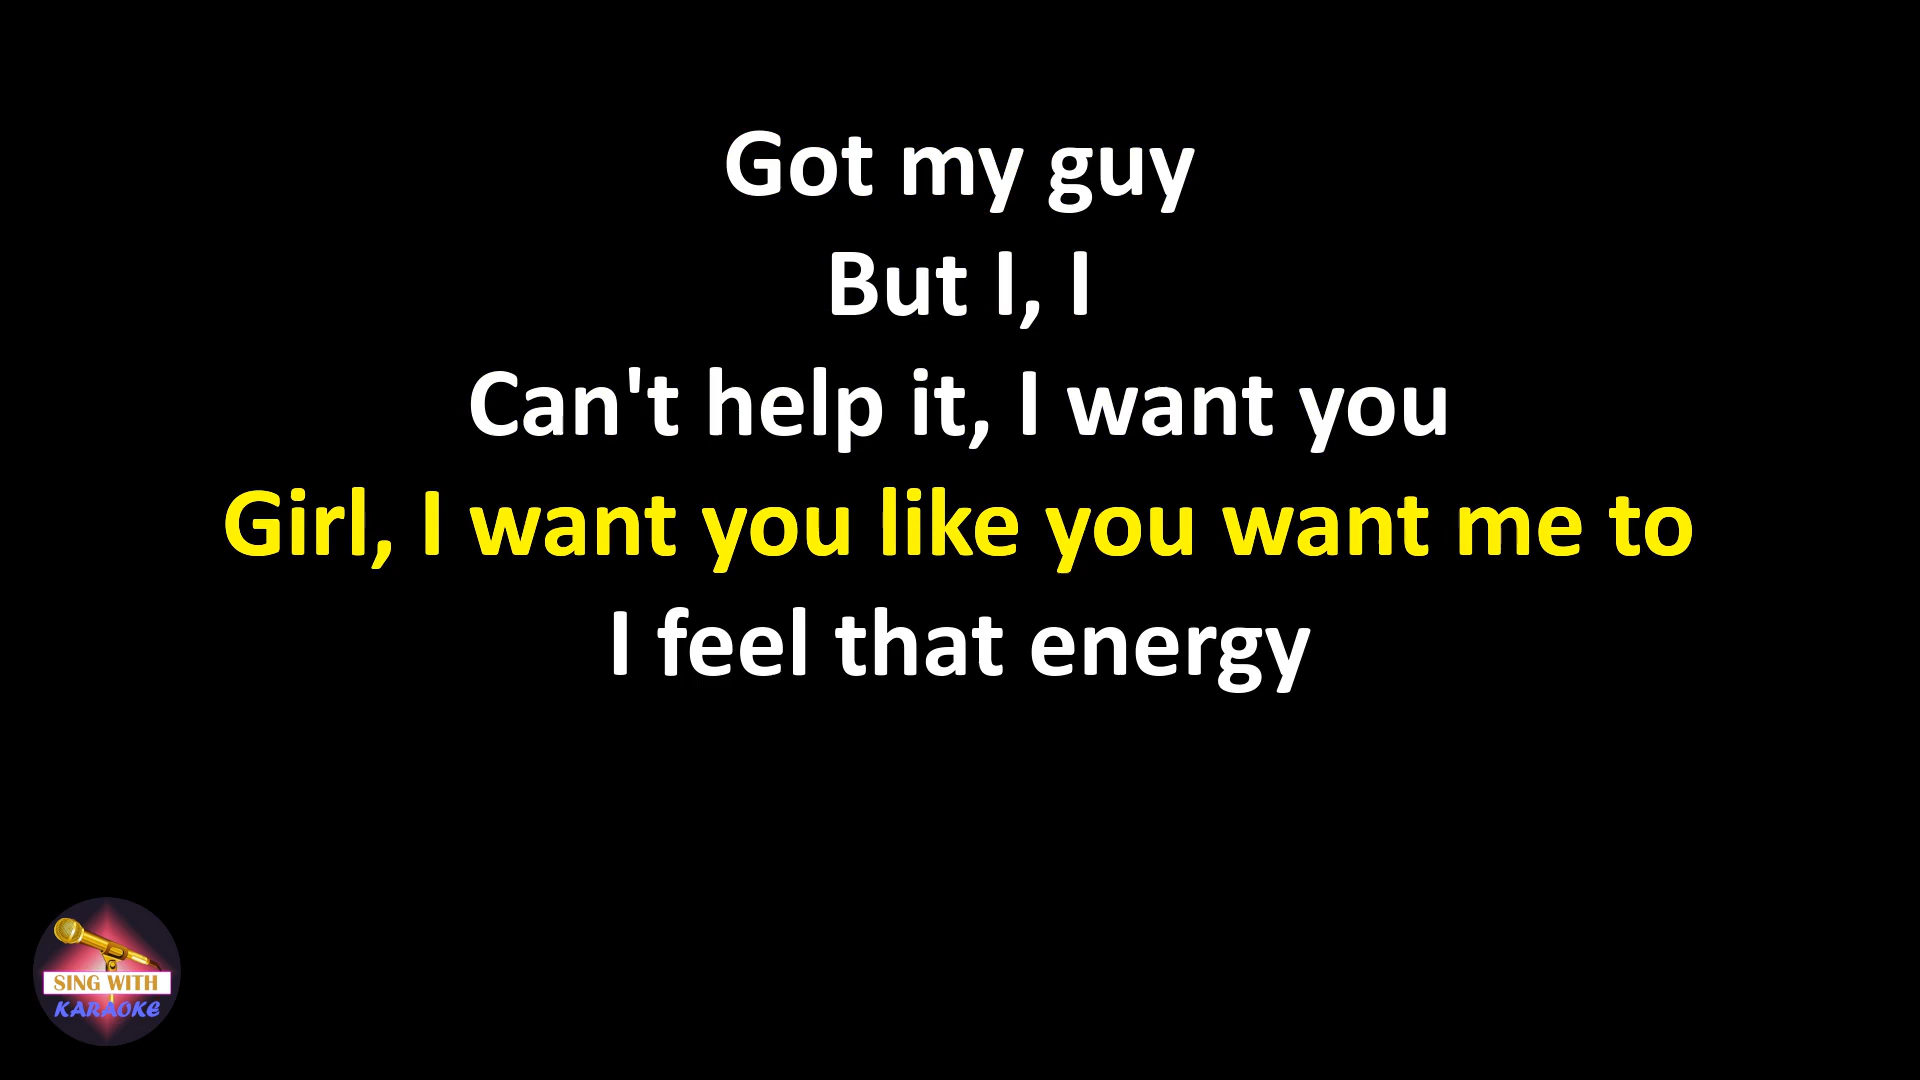 Got my guy
But I, I
Can't help it, I want you
Girl, I want you like you want me to
I feel that energy
SING WITH
KARAOKE